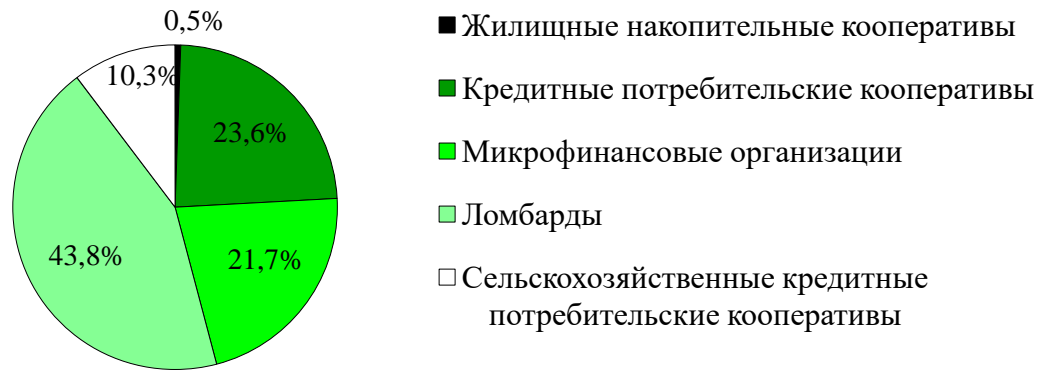 0,5%
10,3%
23,6%
43,8%
21,7%
Жилищные накопительные кооперативы
Кредитные потребительские кооперативы
Микрофинансовые организации
Ломбарды
Сельскохозяйственные кредитные
потребительские кооперативы